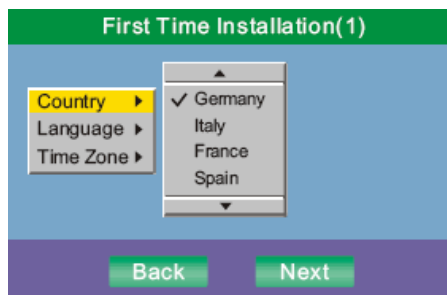 First Time Installation(1)
Country
Language
Time Zone
Germany
Italy
France
Spain
Back Next